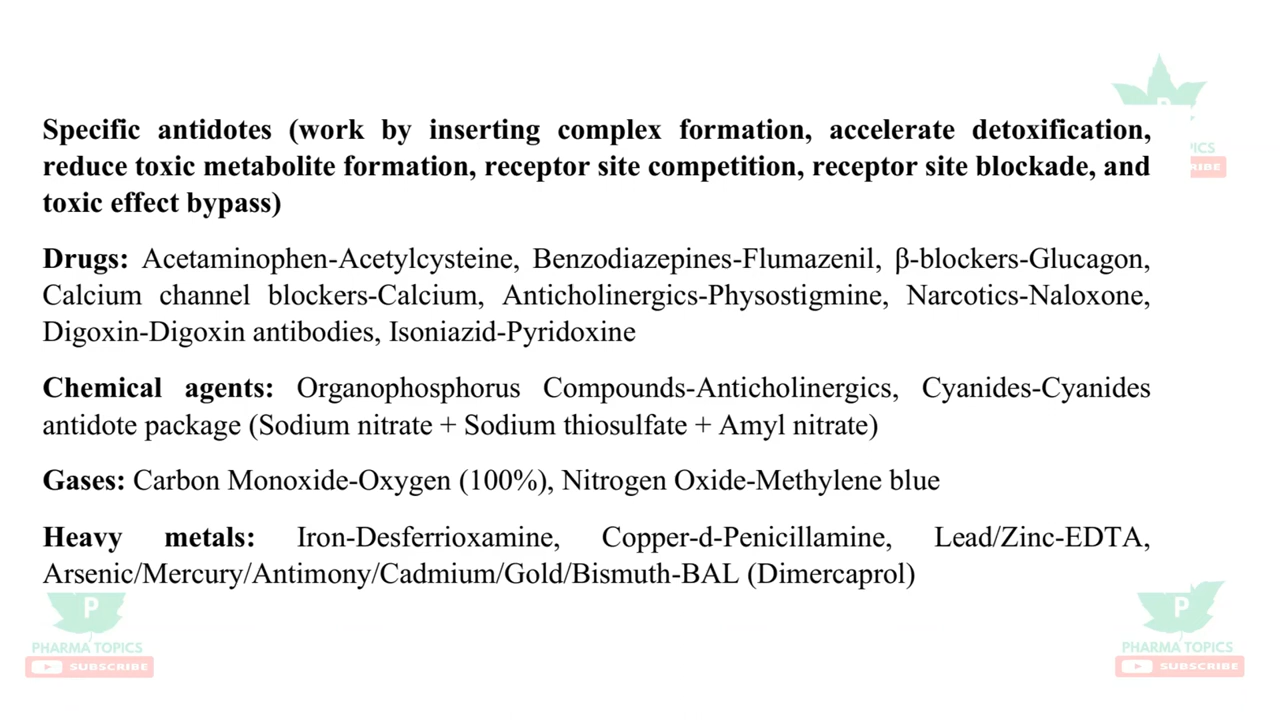 Specific antidotes (work by inserting complex formation, accelerate detoxification,
reduce toxic metabolite formation, receptor site competition, receptor site blockade, and
toxic effect bypass)
Drugs: Acetaminophen-Acetylcysteine, Benzodiazepines-Flumazenil, β-blockers-Glucagon,
Calcium channel blockers-Calcium, Anticholinergics-Physostigmine, Narcotics-Naloxone,
Digoxin-Digoxin antibodies, Isoniazid-Pyridoxine
Chemical agents: Organophosphorus Compounds-Anticholinergics, Cyanides-Cyanides
antidote package (Sodium nitrate + Sodium thiosulfate + Amyl nitrate)
Gases: Carbon Monoxide-Oxygen (100%), Nitrogen Oxide-Methylene blue
Heavy metals: Iron-Desferrioxamine, Copper-d-Penicillamine, Lead/Zinc-EDTA,
Arsenic/Mercury/Antimony/Cadmium/Gold/Bismuth-BAL (Dimercaprol)
P
PICS
RIBE
P
PHARMA TOPICS
SUBSCRIBE
P
PHARMA TOPICS
SUBSCRIBE